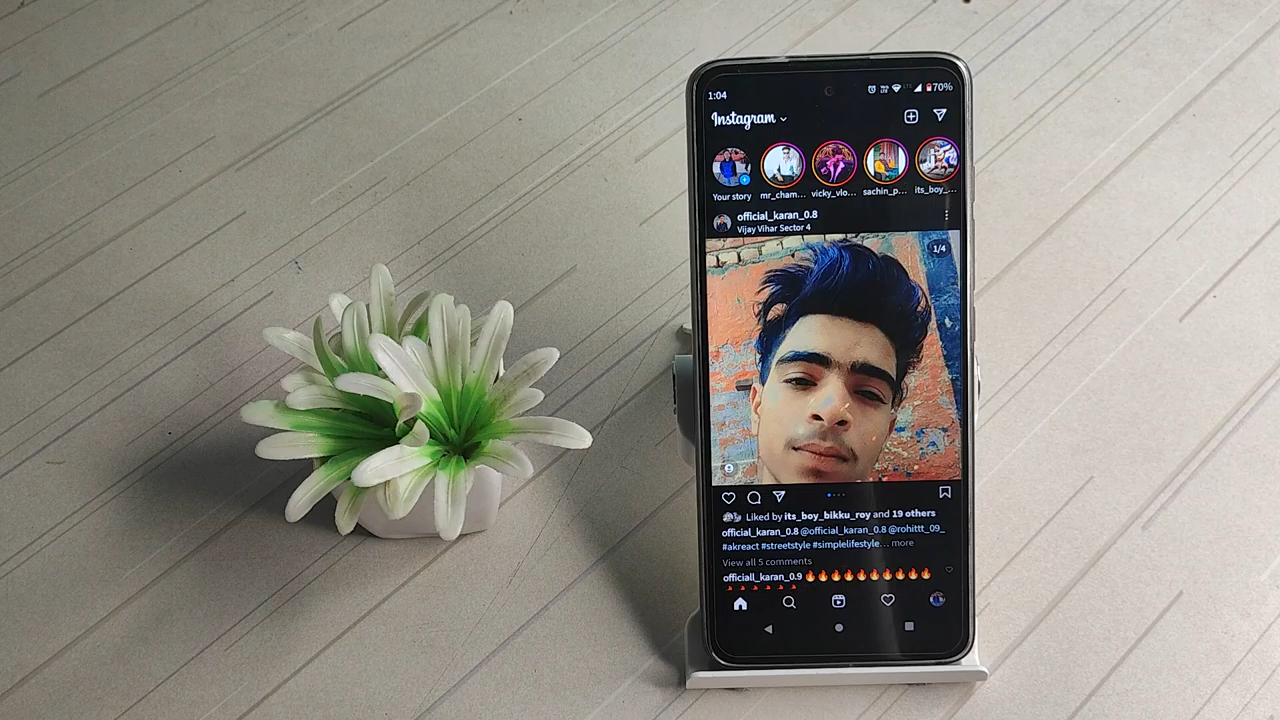 1:04 70%
Instagram
Your story mr_cham... vicky_vlo... sachin_p... its_boy_...
official_karan_0.8
Vijay Vihar Sector 4
1/4
Liked by its_boy_bikku_roy and 19 others
official_karan_0.8 @official_karan_0.8 @rohittt_09_
#akreact #streetstyle #simplelifestyle... more
View all 5 comments
officiall_karan_0.9 🔥🔥🔥🔥🔥🔥🔥🔥🔥🔥